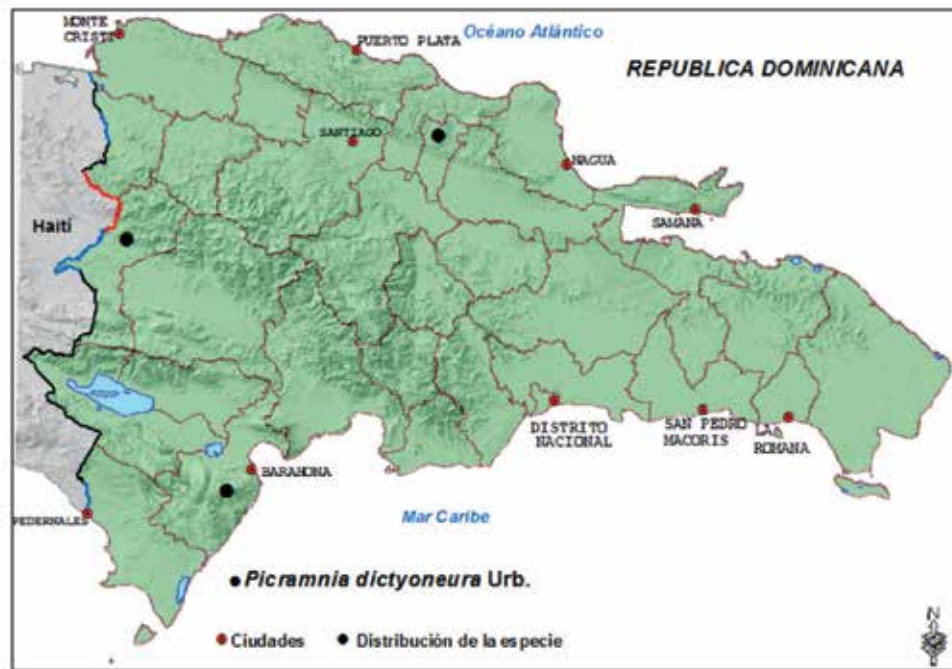 MONTE
CRISTI
PUERTO PLATA
Océano Atlántico
REPUBLICA DOMINICANA
SANTIAGO
NAGUA
SAMANA
Haití
DISTRITO
NACIONAL
SAN PEDRO
MACORIS
LA
ROMANA
BARAHONA
PEDERNALES
Mar Caribe
Picramnia dictyoneura Urb.
Ciudades
Distribución de la especie
N